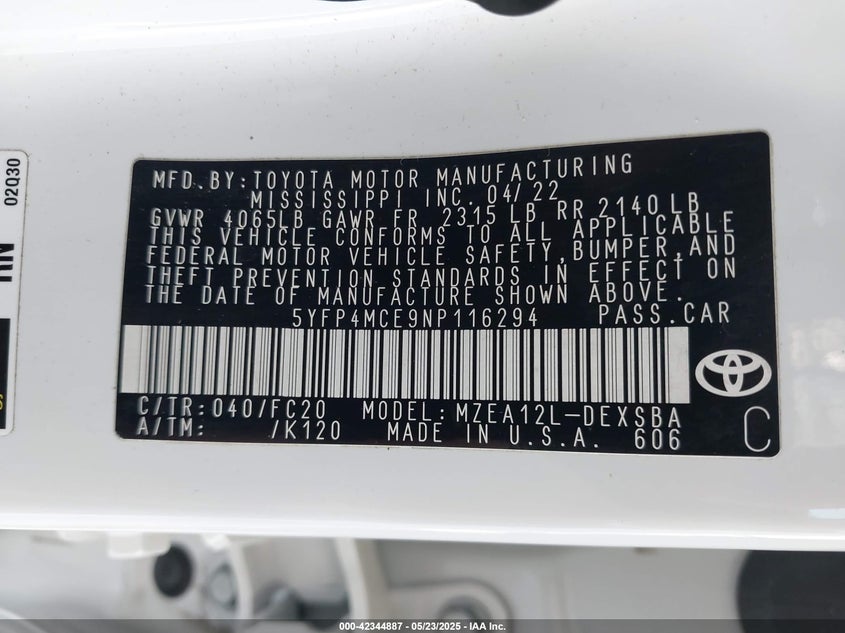 MFD. BY: TOYOTA MOTOR MANUFACTURING
MISSISSIPPI INC. 04/22
GVWR 4065LB GAWR FR 2315 LB RR 2140 LB
THIS VEHICLE CONFORMS TO ALL APPLICABLE
FEDERAL MOTOR VEHICLE SAFETY, BUMPER, AND
THEFT PREVENTION STANDARDS IN EFFECT ON
THE DATE OF MANUFACTURE SHOWN ABOVE.
5YFP4MCE9NP116294 PASS. CAR
C/TR: 040/FC20 MODEL: MZEA12L-DEXSBA
A/TM: /K120 MADE IN U.S.A. 606
C
02Q30
000-42344887 - 05/23/2025 - IAA Inc.